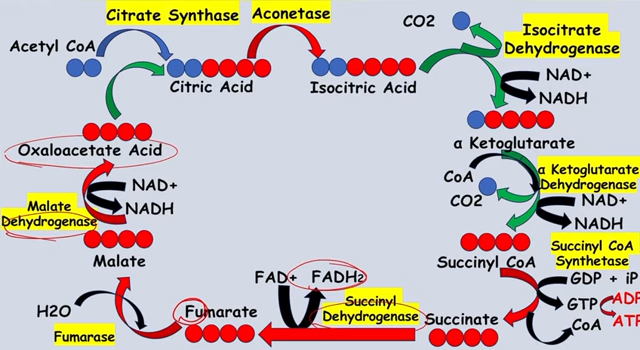 Citrate Synthase
Aconetase
CO2
Isocitrate
Dehydrogenase
Acetyl CoA
Citric Acid
Isocitric Acid
NAD+
NADH
α Ketoglutarate
Oxaloacetate Acid
CoA
CO2
α Ketoglutarate
Dehydrogenase
NAD+
NADH
Malate
Dehydrogenase
NAD+
NADH
Malate
Succinyl CoA
Succinyl CoA
Synthetase
GDP + iP
GTP
ADP
ATP
CoA
FAD+
FADH2
Succinyl
Dehydrogenase
Succinate
Fumarate
H2O
Fumarase